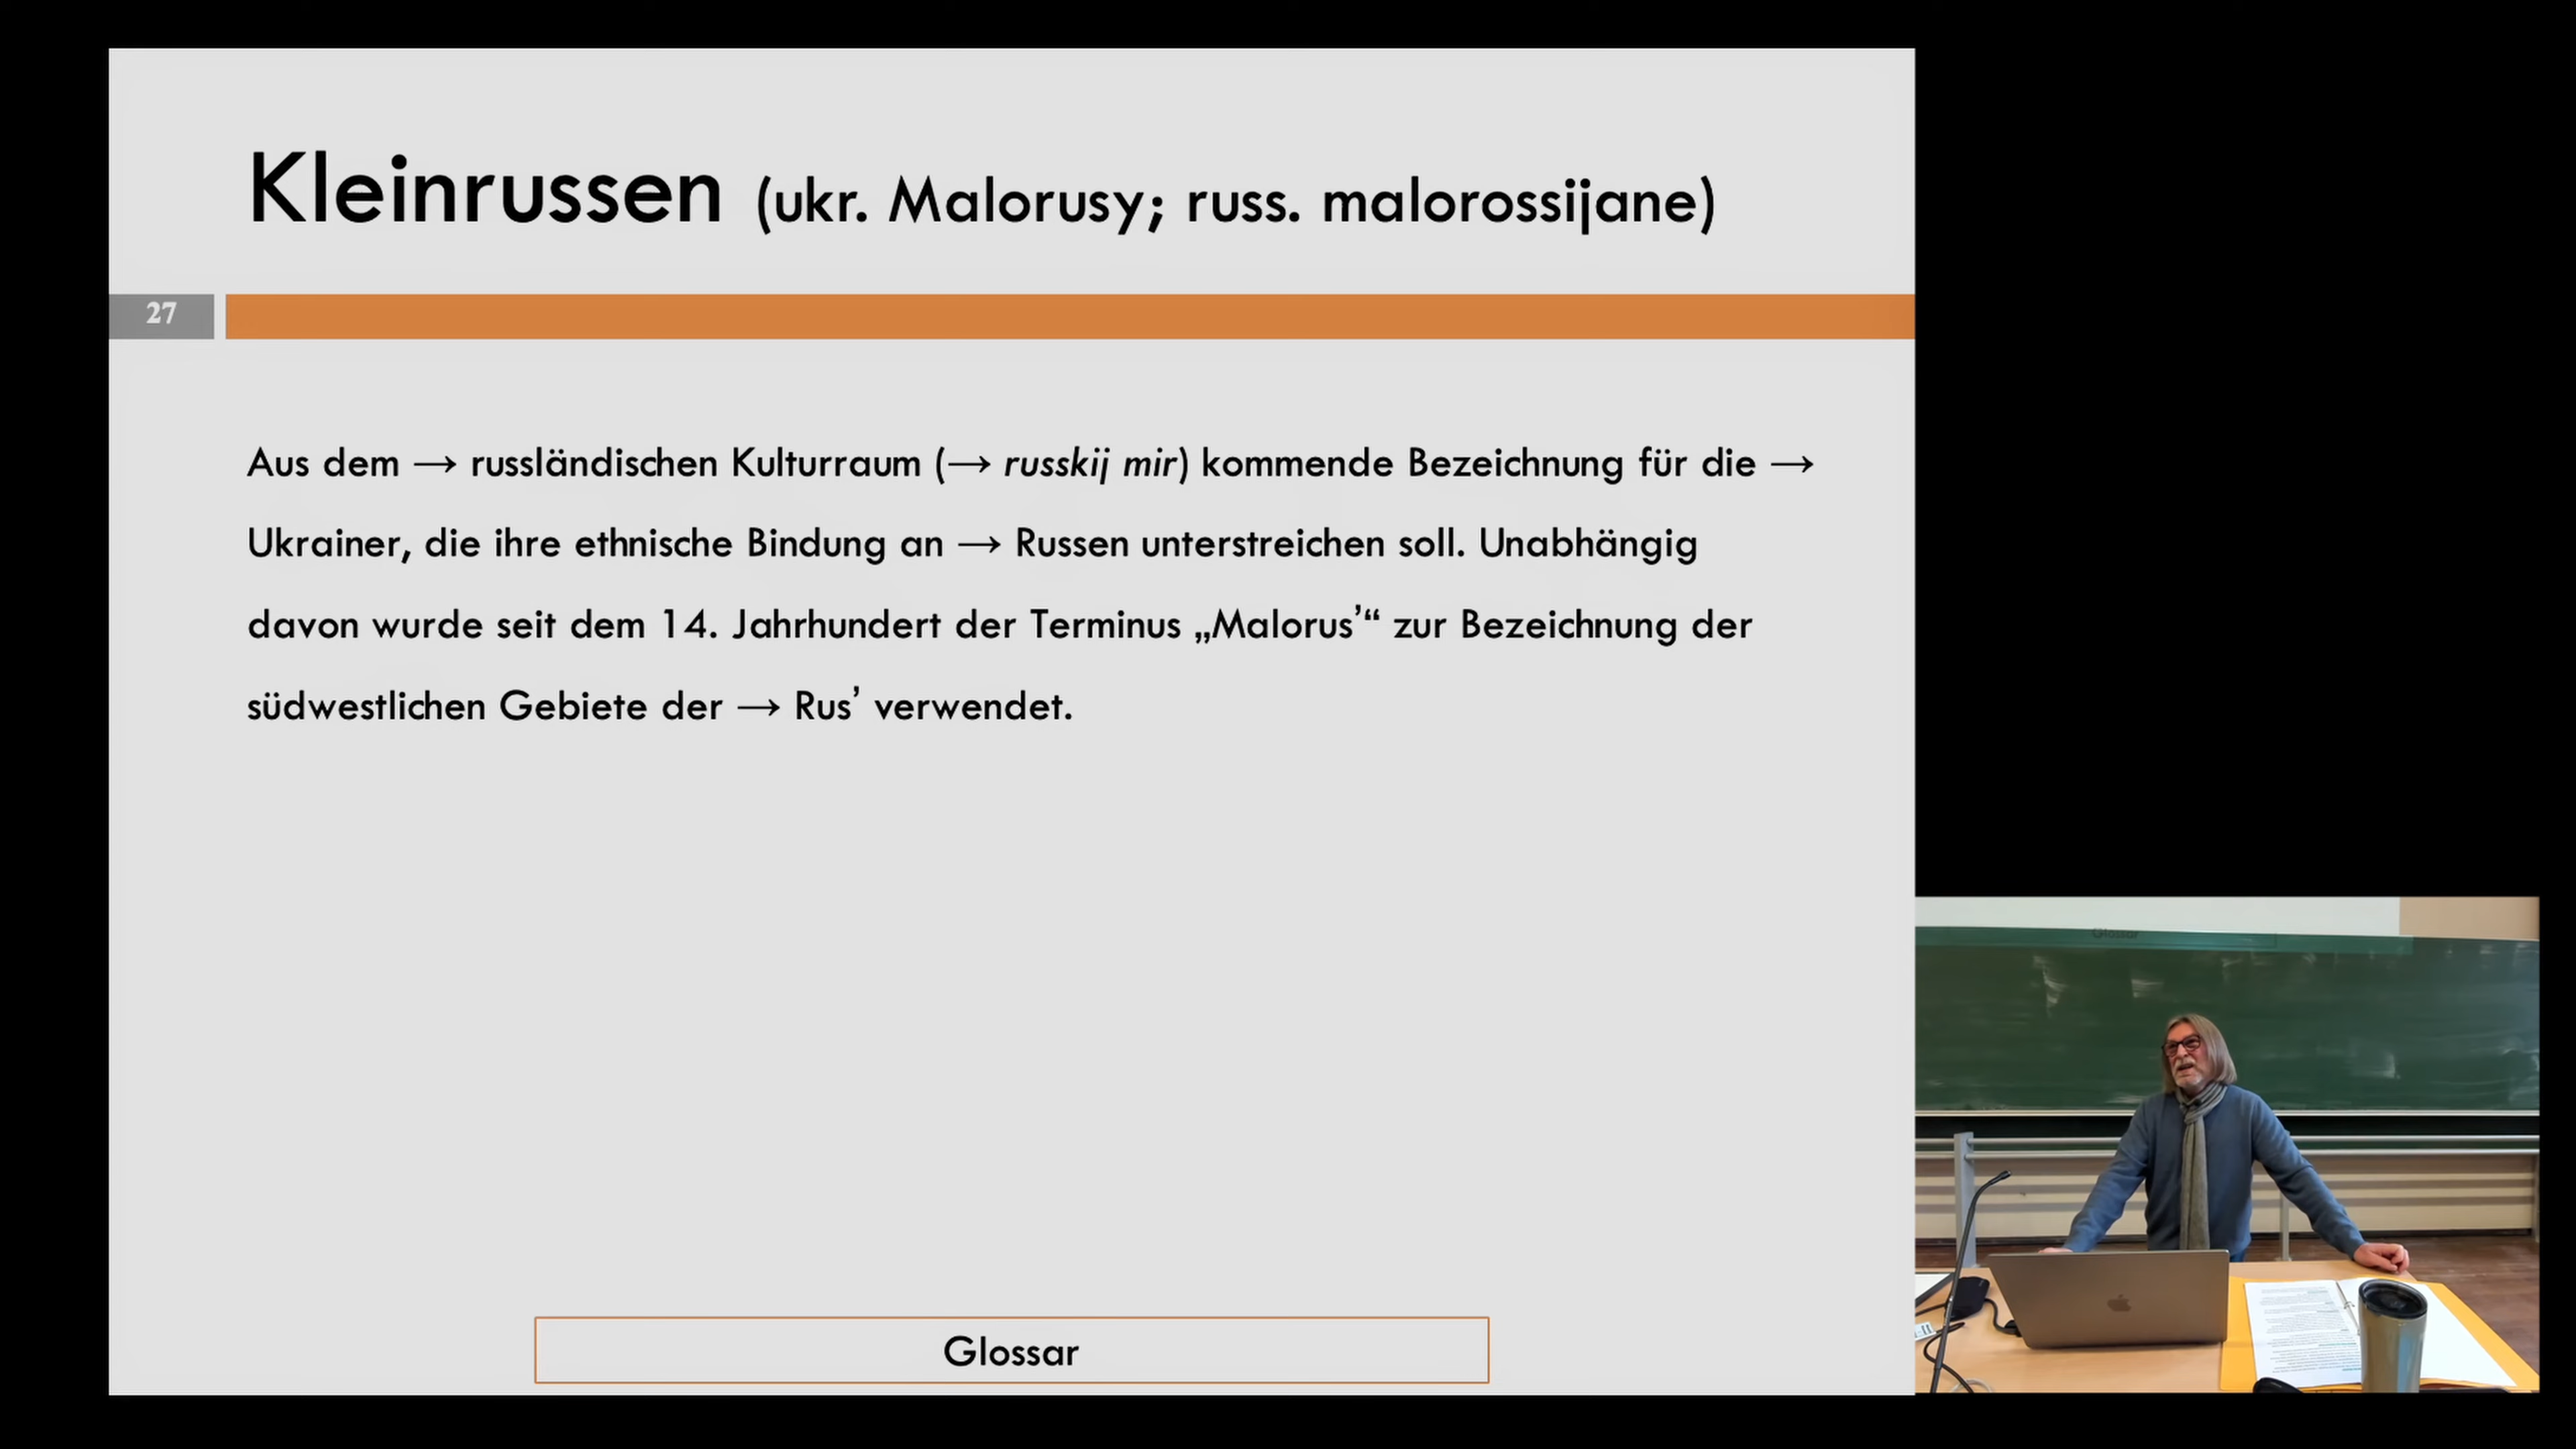 Kleinrussen (ukr. Malorusy; russ. malorossijane)
27
Aus dem → russländischen Kulturraum (→ russkij mir) kommende Bezeichnung für die →
Ukrainer, die ihre ethnische Bindung an → Russen unterstreichen soll. Unabhängig
davon wurde seit dem 14. Jahrhundert der Terminus „Malorus’“ zur Bezeichnung der
südwestlichen Gebiete der → Rus’ verwendet.
Glossar
Glossar